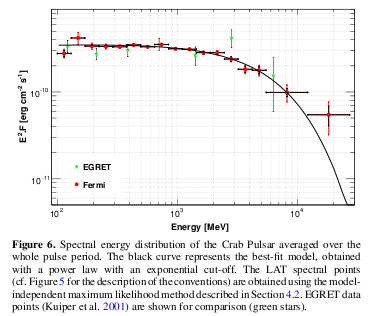 E².F [erg cm⁻² s⁻¹]
10⁻¹⁰
10⁻¹¹
EGRET
Fermi
10²
10³
10⁴
Energy [MeV]
Figure 6. Spectral energy distribution of the Crab Pulsar averaged over the
whole pulse period. The black curve represents the best-fit model, obtained
with a power law with an exponential cut-off. The LAT spectral points
(cf. Figure 5 for the description of the conventions) are obtained using the model-
independent maximum likelihood method described in Section 4.2. EGRET data
points (Kuiper et al. 2001) are shown for comparison (green stars).